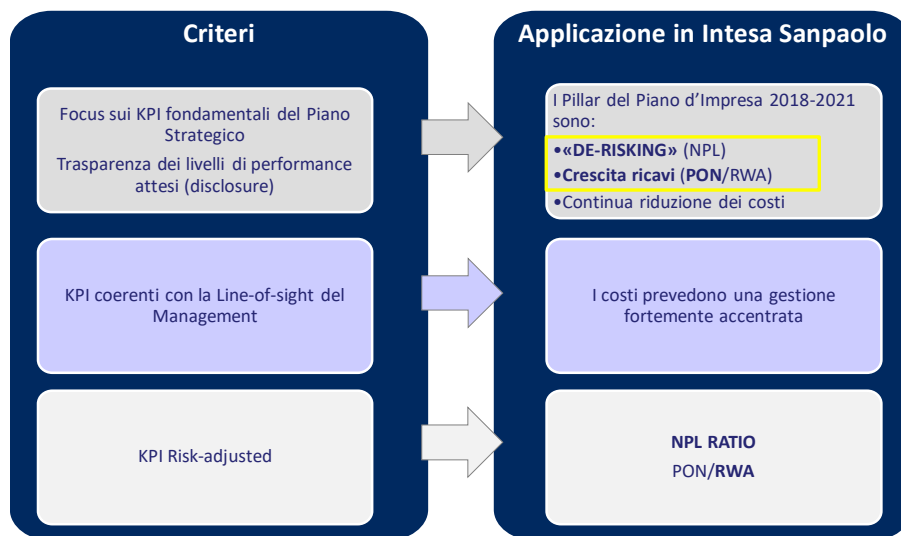 Criteri
Focus sui KPI fondamentali del Piano
Strategico
Trasparenza dei livelli di performance
attesi (disclosure)
KPI coerenti con la Line-of-sight del
Management
KPI Risk-adjusted
Applicazione in Intesa Sanpaolo
I Pillar del Piano d’Impresa 2018-2021
sono:
•«DE-RISKING» (NPL)
•Crescita ricavi (PON/RWA)
•Continua riduzione dei costi
I costi prevedono una gestione
fortemente accentrata
NPL RATIO
PON/RWA